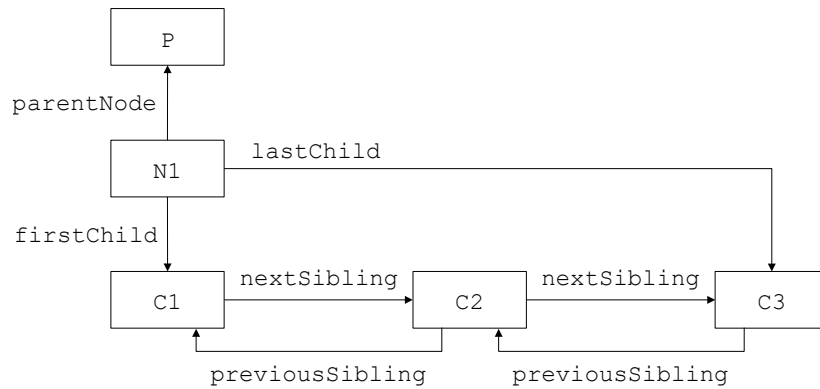 P
parentNode
N1
lastChild
firstChild
C1
nextSibling
C2
nextSibling
C3
previousSibling
previousSibling